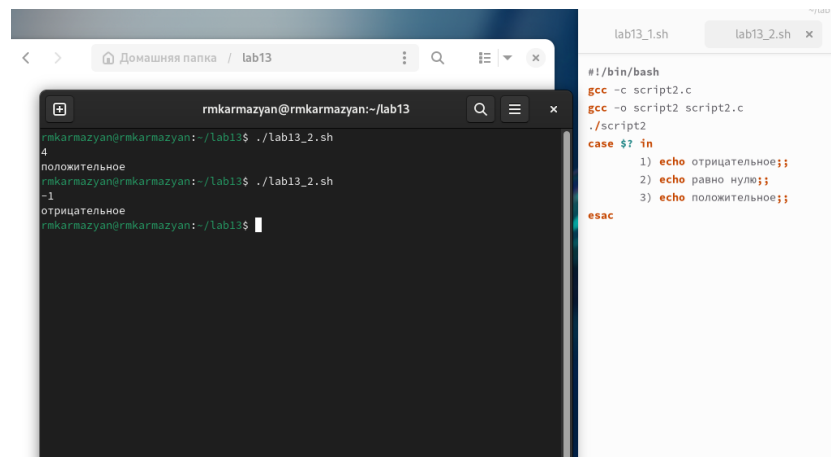 Домашняя папка / lab13
rmkarmazyan@rmkarmazyan:~/lab13
rmkarmazyan@rmkarmazyan:~/lab13$ ./lab13_2.sh
4
положительное
rmkarmazyan@rmkarmazyan:~/lab13$ ./lab13_2.sh
-1
отрицательное
rmkarmazyan@rmkarmazyan:~/lab13$
lab13_1.sh lab13_2.sh
#!/bin/bash
gcc -c script2.c
gcc -o script2 script2.c
./script2
case $? in
1) echo отрицательное;;
2) echo равно нулю;;
3) echo положительное;;
esac